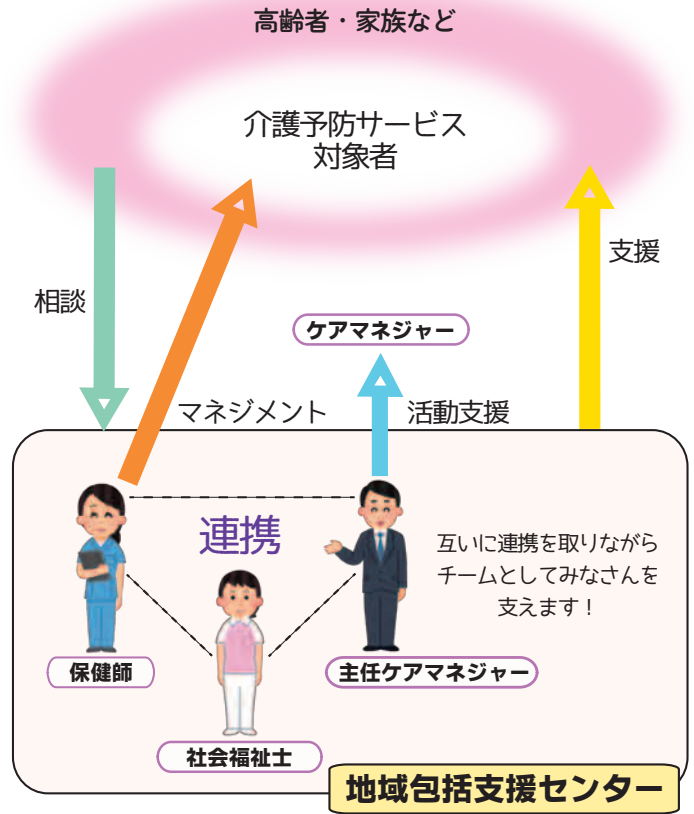 高齢者・家族など
介護予防サービス
対象者
支援
相談
ケアマネジャー
マネジメント
活動支援
連携
互いに連携を取りながら
チームとしてみなさんを
支えます！
保健師
主任ケアマネジャー
社会福祉士
地域包括支援センター